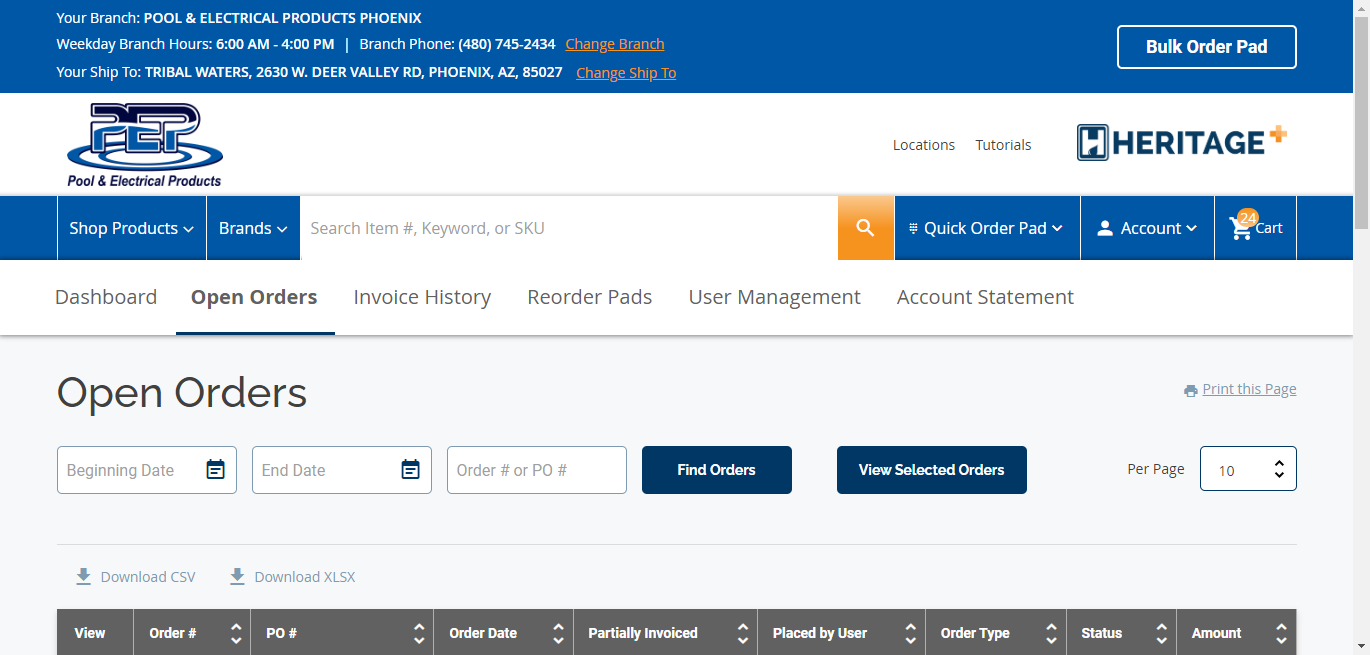 Your Branch: POOL & ELECTRICAL PRODUCTS PHOENIX
Weekday Branch Hours: 6:00 AM - 4:00 PM | Branch Phone: (480) 745-2434 Change Branch
Your Ship To: TRIBAL WATERS, 2630 W. DEER VALLEY RD, PHOENIX, AZ, 85027 Change Ship To
Bulk Order Pad
PEP
Pool & Electrical Products
Locations Tutorials
HERITAGE+
Shop Products Brands Search Item #, Keyword, or SKU Quick Order Pad Account 24 Cart
Dashboard Open Orders Invoice History Reorder Pads User Management Account Statement
Open Orders
Print this Page
Beginning Date End Date Order # or PO # Find Orders View Selected Orders Per Page 10
Download CSV Download XLSX
View Order # PO # Order Date Partially Invoiced Placed by User Order Type Status Amount